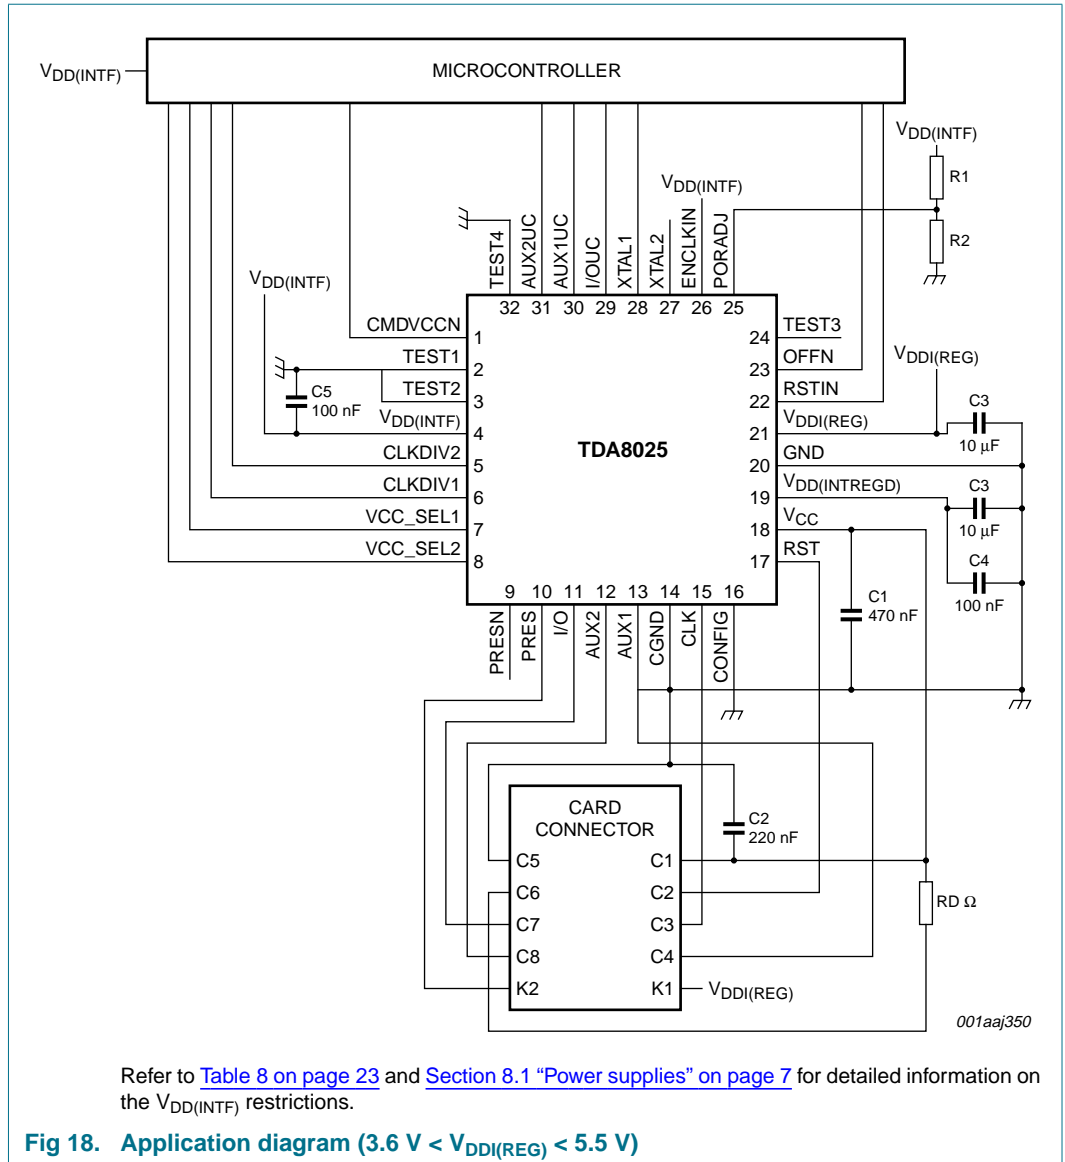 MICROCONTROLLER
VDD(INTF)
VDD(INTF)
R1
R2
VDD(INTF)
VDD(INTF)
TEST4
AUX2UC
AUX1UC
I/OUC
XTAL1
XTAL2
ENCLKIN
PORADJ
32 31 30 29 28 27 26 25
CMDVCCN 1
TEST1 2
TEST2 3
VDD(INTF) 4
CLKDIV2 5
CLKDIV1 6
VCC_SEL1 7
VCC_SEL2 8
C5
100 nF
TDA8025
24 TEST3
23 OFFN
22 RSTIN
21 VDDI(REG)
20 GND
19 VDD(INTREGD)
18 VCC
17 RST
VDDI(REG)
C3
10 μF
C3
10 μF
C4
100 nF
C1
470 nF
9 10 11 12 13 14 15 16
PRESN
PRES
I/O
AUX2
AUX1
CGND
CLK
CONFIG
CARD
CONNECTOR
C2
220 nF
C5 C1
C6 C2
C7 C3
C8 C4
K2 K1
VDDI(REG)
RD Ω
001aaj350
Refer to Table 8 on page 23 and Section 8.1 “Power supplies” on page 7 for detailed information on
the VDD(INTF) restrictions.
Fig 18. Application diagram (3.6 V < VDDI(REG) < 5.5 V)